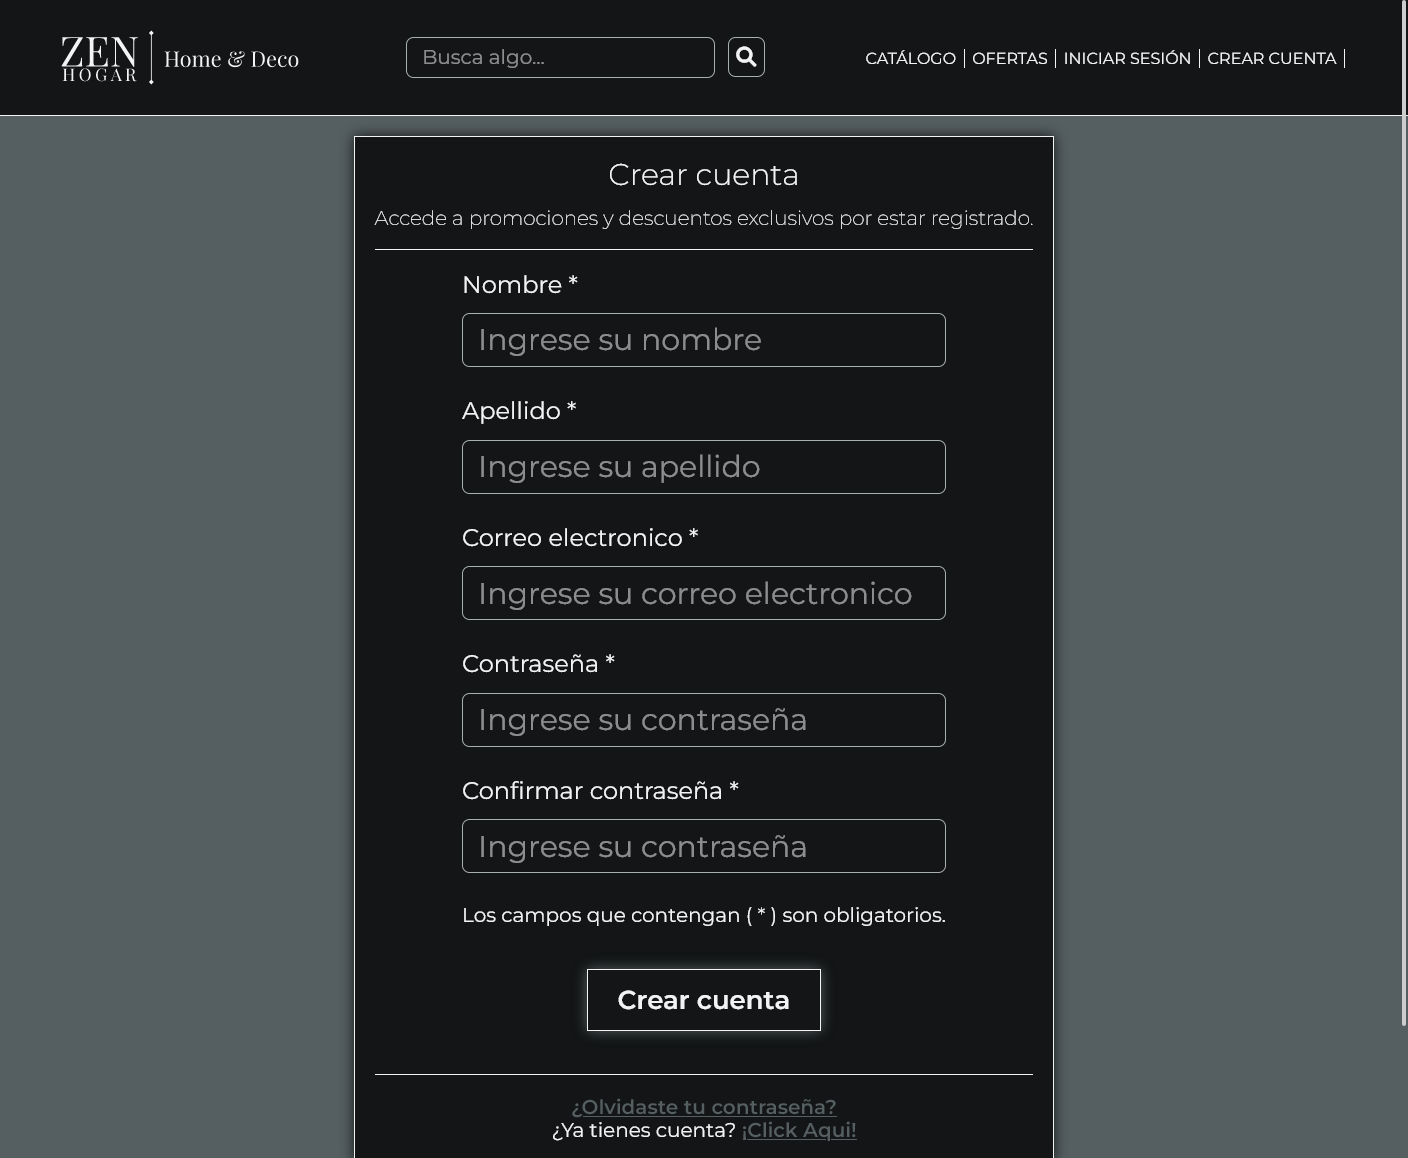 ZEN
HOGAR
Home & Deco
Busca algo...
CATÁLOGO
OFERTAS
INICIAR SESIÓN
CREAR CUENTA
Crear cuenta
Accede a promociones y descuentos exclusivos por estar registrado.
Nombre *
Ingrese su nombre
Apellido *
Ingrese su apellido
Correo electronico *
Ingrese su correo electronico
Contraseña *
Ingrese su contraseña
Confirmar contraseña *
Ingrese su contraseña
Los campos que contengan ( * ) son obligatorios.
Crear cuenta
¿Olvidaste tu contraseña?
¿Ya tienes cuenta? ¡Click Aqui!